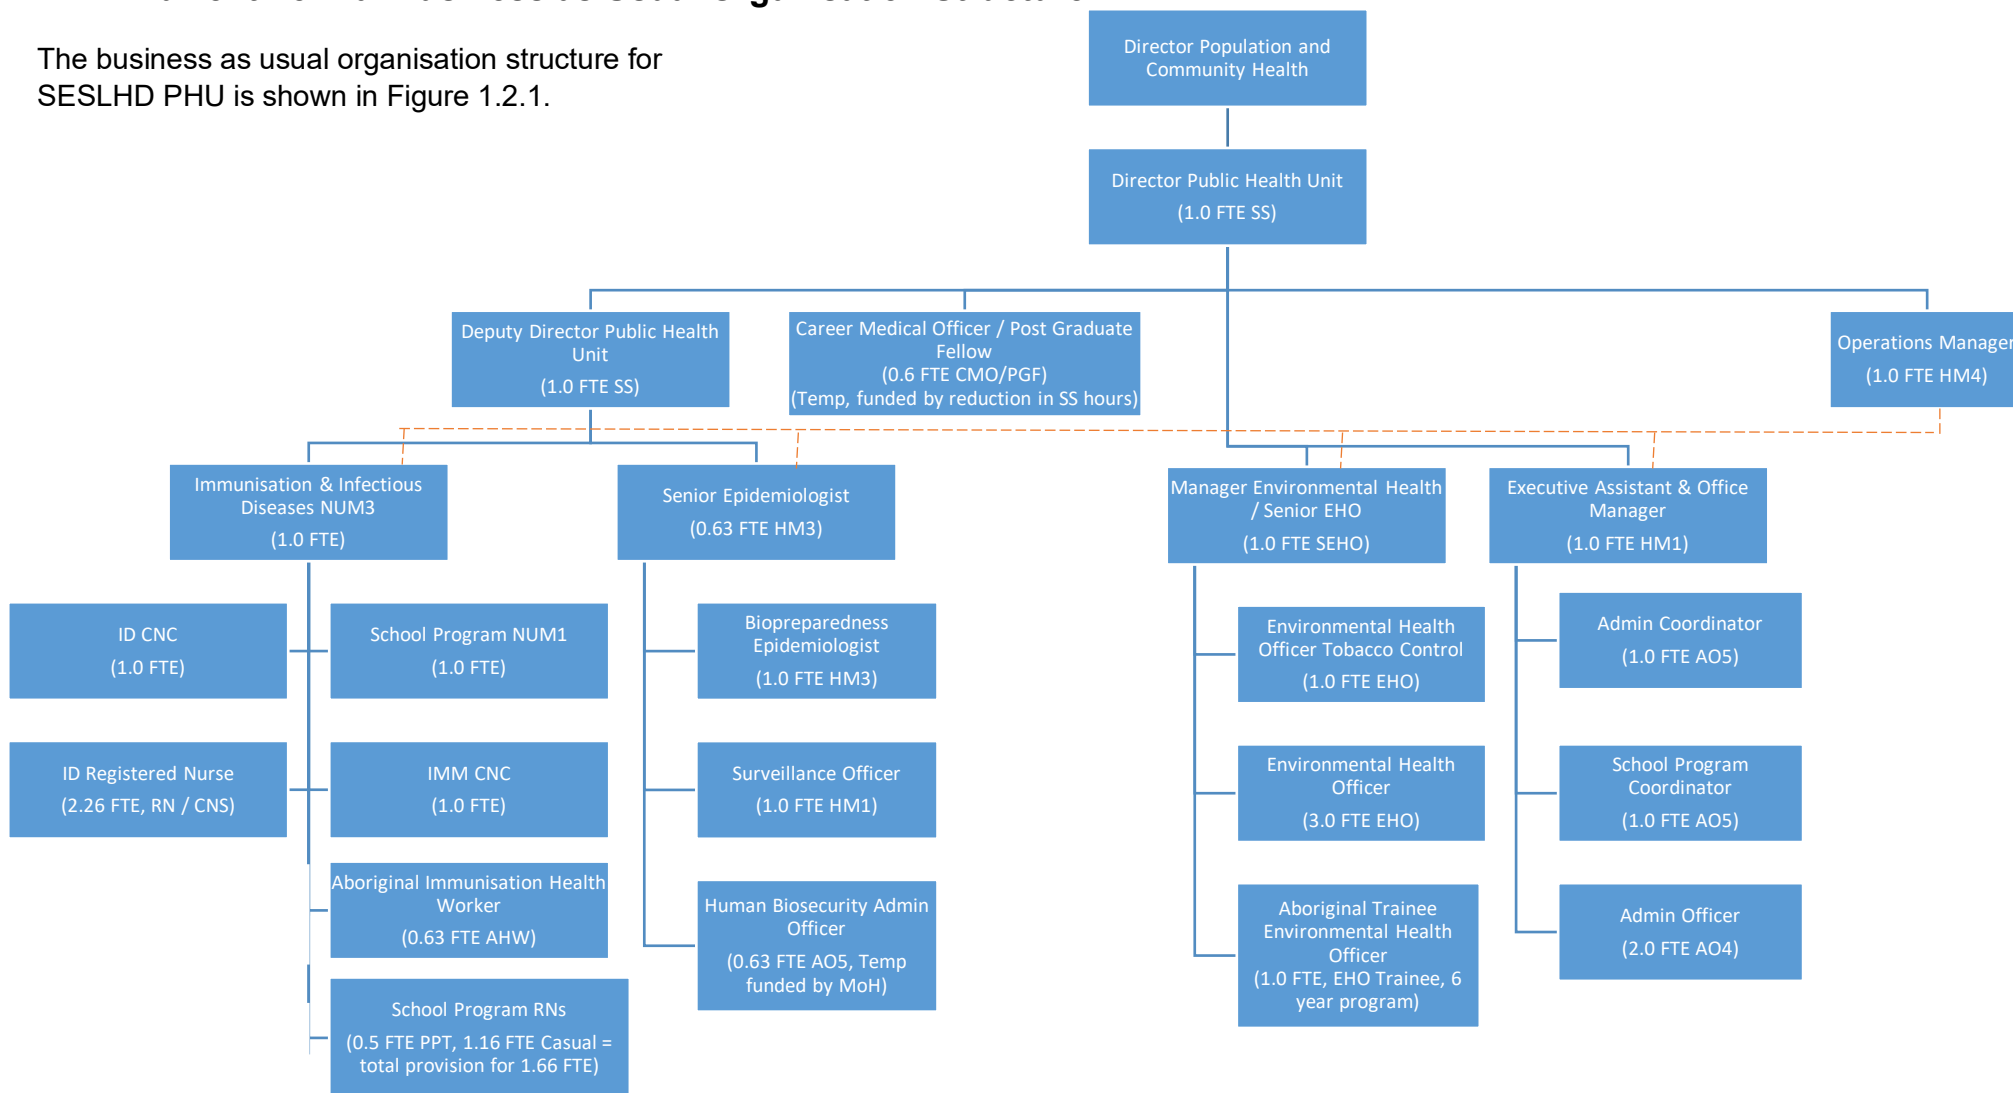 The business as usual organisation structure for
SESLHD PHU is shown in Figure 1.2.1.
Director Population and
Community Health
Director Public Health Unit
(1.0 FTE SS)
Deputy Director Public Health
Unit
(1.0 FTE SS)
Career Medical Officer / Post Graduate
Fellow
(0.6 FTE CMO/PGF)
(Temp, funded by reduction in SS hours)
Operations Manager
(1.0 FTE HM4)
Immunisation & Infectious
Diseases NUM3
(1.0 FTE)
Senior Epidemiologist
(0.63 FTE HM3)
Manager Environmental Health
/ Senior EHO
(1.0 FTE SEHO)
Executive Assistant & Office
Manager
(1.0 FTE HM1)
ID CNC
(1.0 FTE)
School Program NUM1
(1.0 FTE)
Biopreparedness
Epidemiologist
(1.0 FTE HM3)
Environmental Health
Officer Tobacco Control
(1.0 FTE EHO)
Admin Coordinator
(1.0 FTE AO5)
ID Registered Nurse
(2.26 FTE, RN / CNS)
IMM CNC
(1.0 FTE)
Surveillance Officer
(1.0 FTE HM1)
Environmental Health
Officer
(3.0 FTE EHO)
School Program
Coordinator
(1.0 FTE AO5)
Aboriginal Immunisation Health
Worker
(0.63 FTE AHW)
Human Biosecurity Admin
Officer
(0.63 FTE AO5, Temp
funded by MoH)
Aboriginal Trainee
Environmental Health
Officer
(1.0 FTE, EHO Trainee, 6
year program)
Admin Officer
(2.0 FTE AO4)
School Program RNs
(0.5 FTE PPT, 1.16 FTE Casual =
total provision for 1.66 FTE)